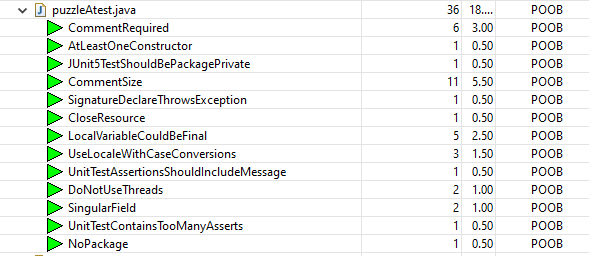 puzzleAtest.java 36 18.... POOB
CommentRequired 6 3.00 POOB
AtLeastOneConstructor 1 0.50 POOB
JUnit5TestShouldBePackagePrivate 1 0.50 POOB
CommentSize 11 5.50 POOB
SignatureDeclareThrowsException 1 0.50 POOB
CloseResource 1 0.50 POOB
LocalVariableCouldBeFinal 5 2.50 POOB
UseLocaleWithCaseConversions 3 1.50 POOB
UnitTestAssertionsShouldIncludeMessage 1 0.50 POOB
DoNotUseThreads 2 1.00 POOB
SingularField 2 1.00 POOB
UnitTestContainsTooManyAsserts 1 0.50 POOB
NoPackage 1 0.50 POOB